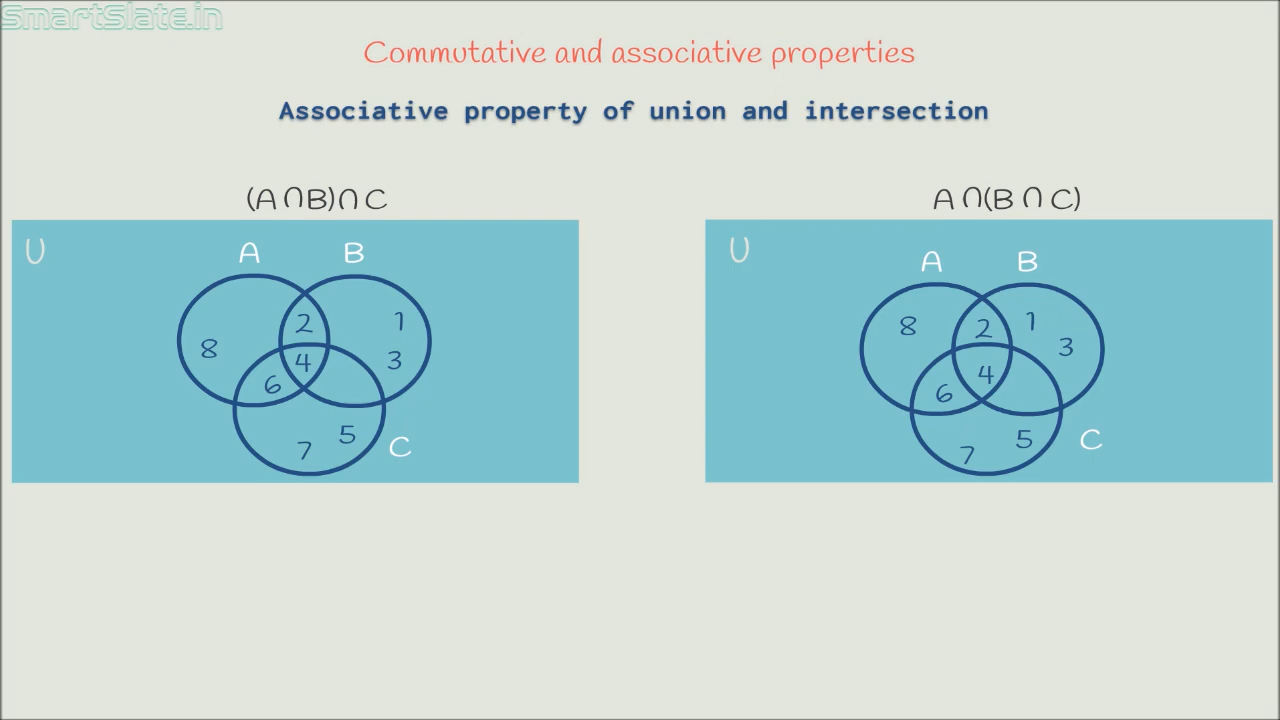 SmartSlate.in
Commutative and associative properties
Associative property of union and intersection
(A ∩ B) ∩ C
U
A B
2 1
8
4 3
6
5
7
C
A ∩ (B ∩ C)
U
A B
8 2 1
3
4
6
5 C
7